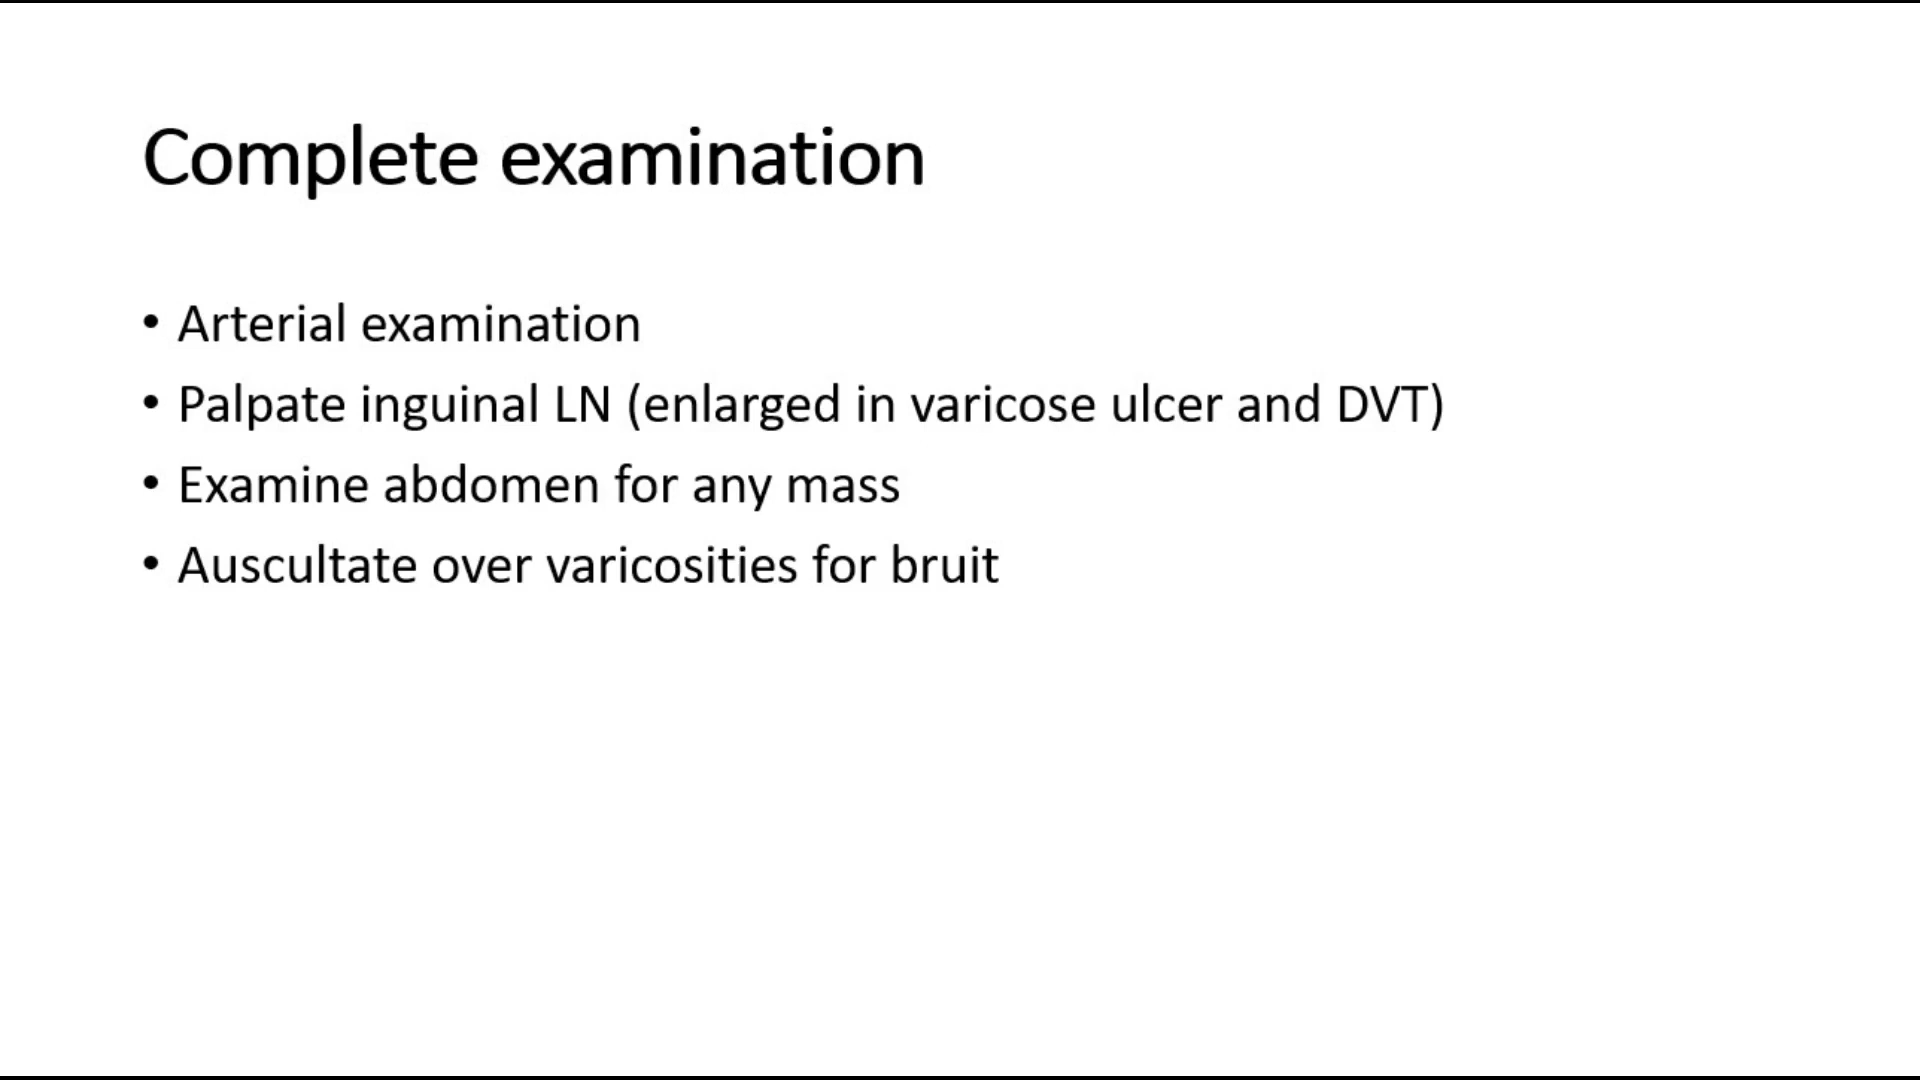 Complete examination
• Arterial examination
• Palpate inguinal LN (enlarged in varicose ulcer and DVT)
• Examine abdomen for any mass
• Auscultate over varicosities for bruit